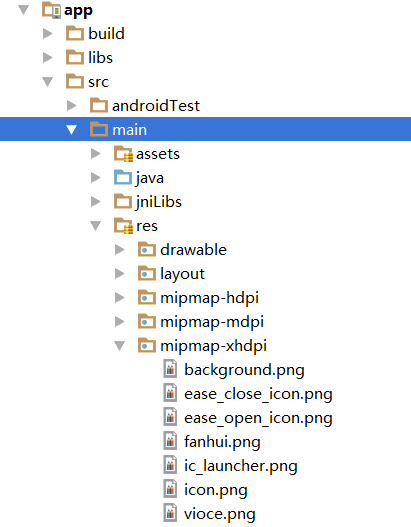 app
build
libs
src
androidTest
main
assets
java
jniLibs
res
drawable
layout
mipmap-hdpi
mipmap-mdpi
mipmap-xhdpi
background.png
ease_close_icon.png
ease_open_icon.png
fanhui.png
ic_launcher.png
icon.png
vioce.png